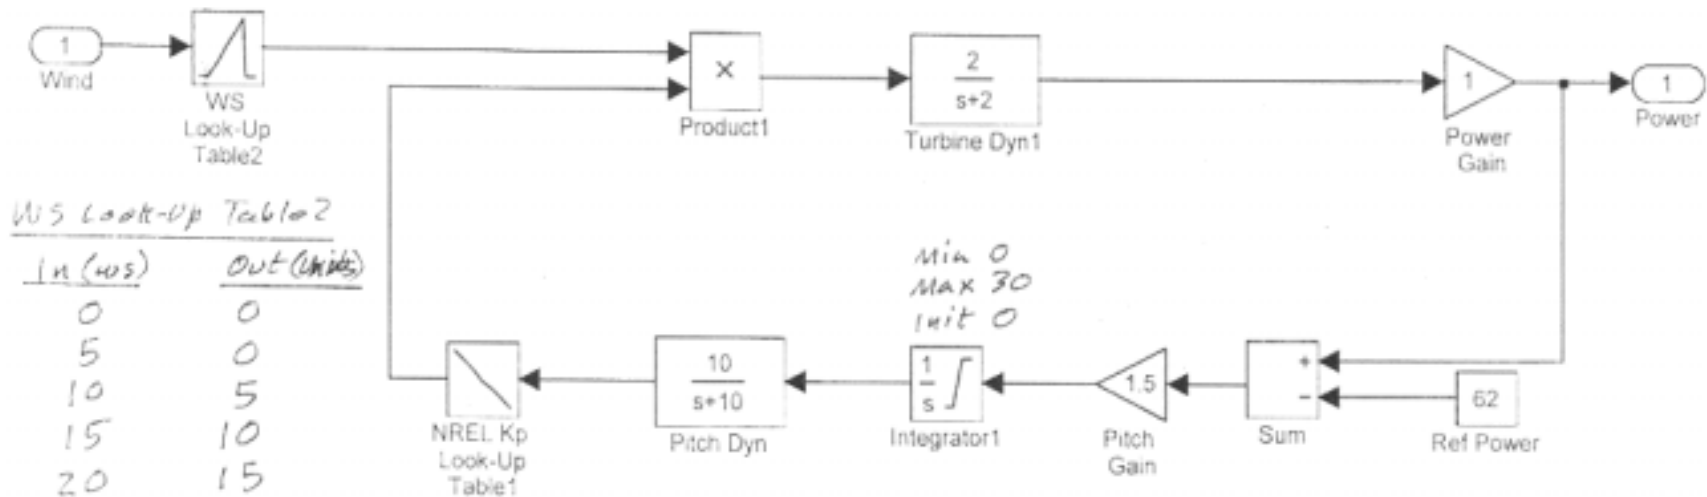 1
Wind
WS
Look-Up
Table2
×
Product1
2
s+2
Turbine Dyn1
1
Power
Gain
1
Power
WS Look-Up Table2
In (ws) Out (Units)
0 0
5 0
10 5
15 10
20 15
NREL Kp
Look-Up
Table1
10
s+10
Pitch Dyn
Min 0
Max 30
Init 0
1
s
Integrator1
1.5
Pitch
Gain
+
−
Sum
62
Ref Power